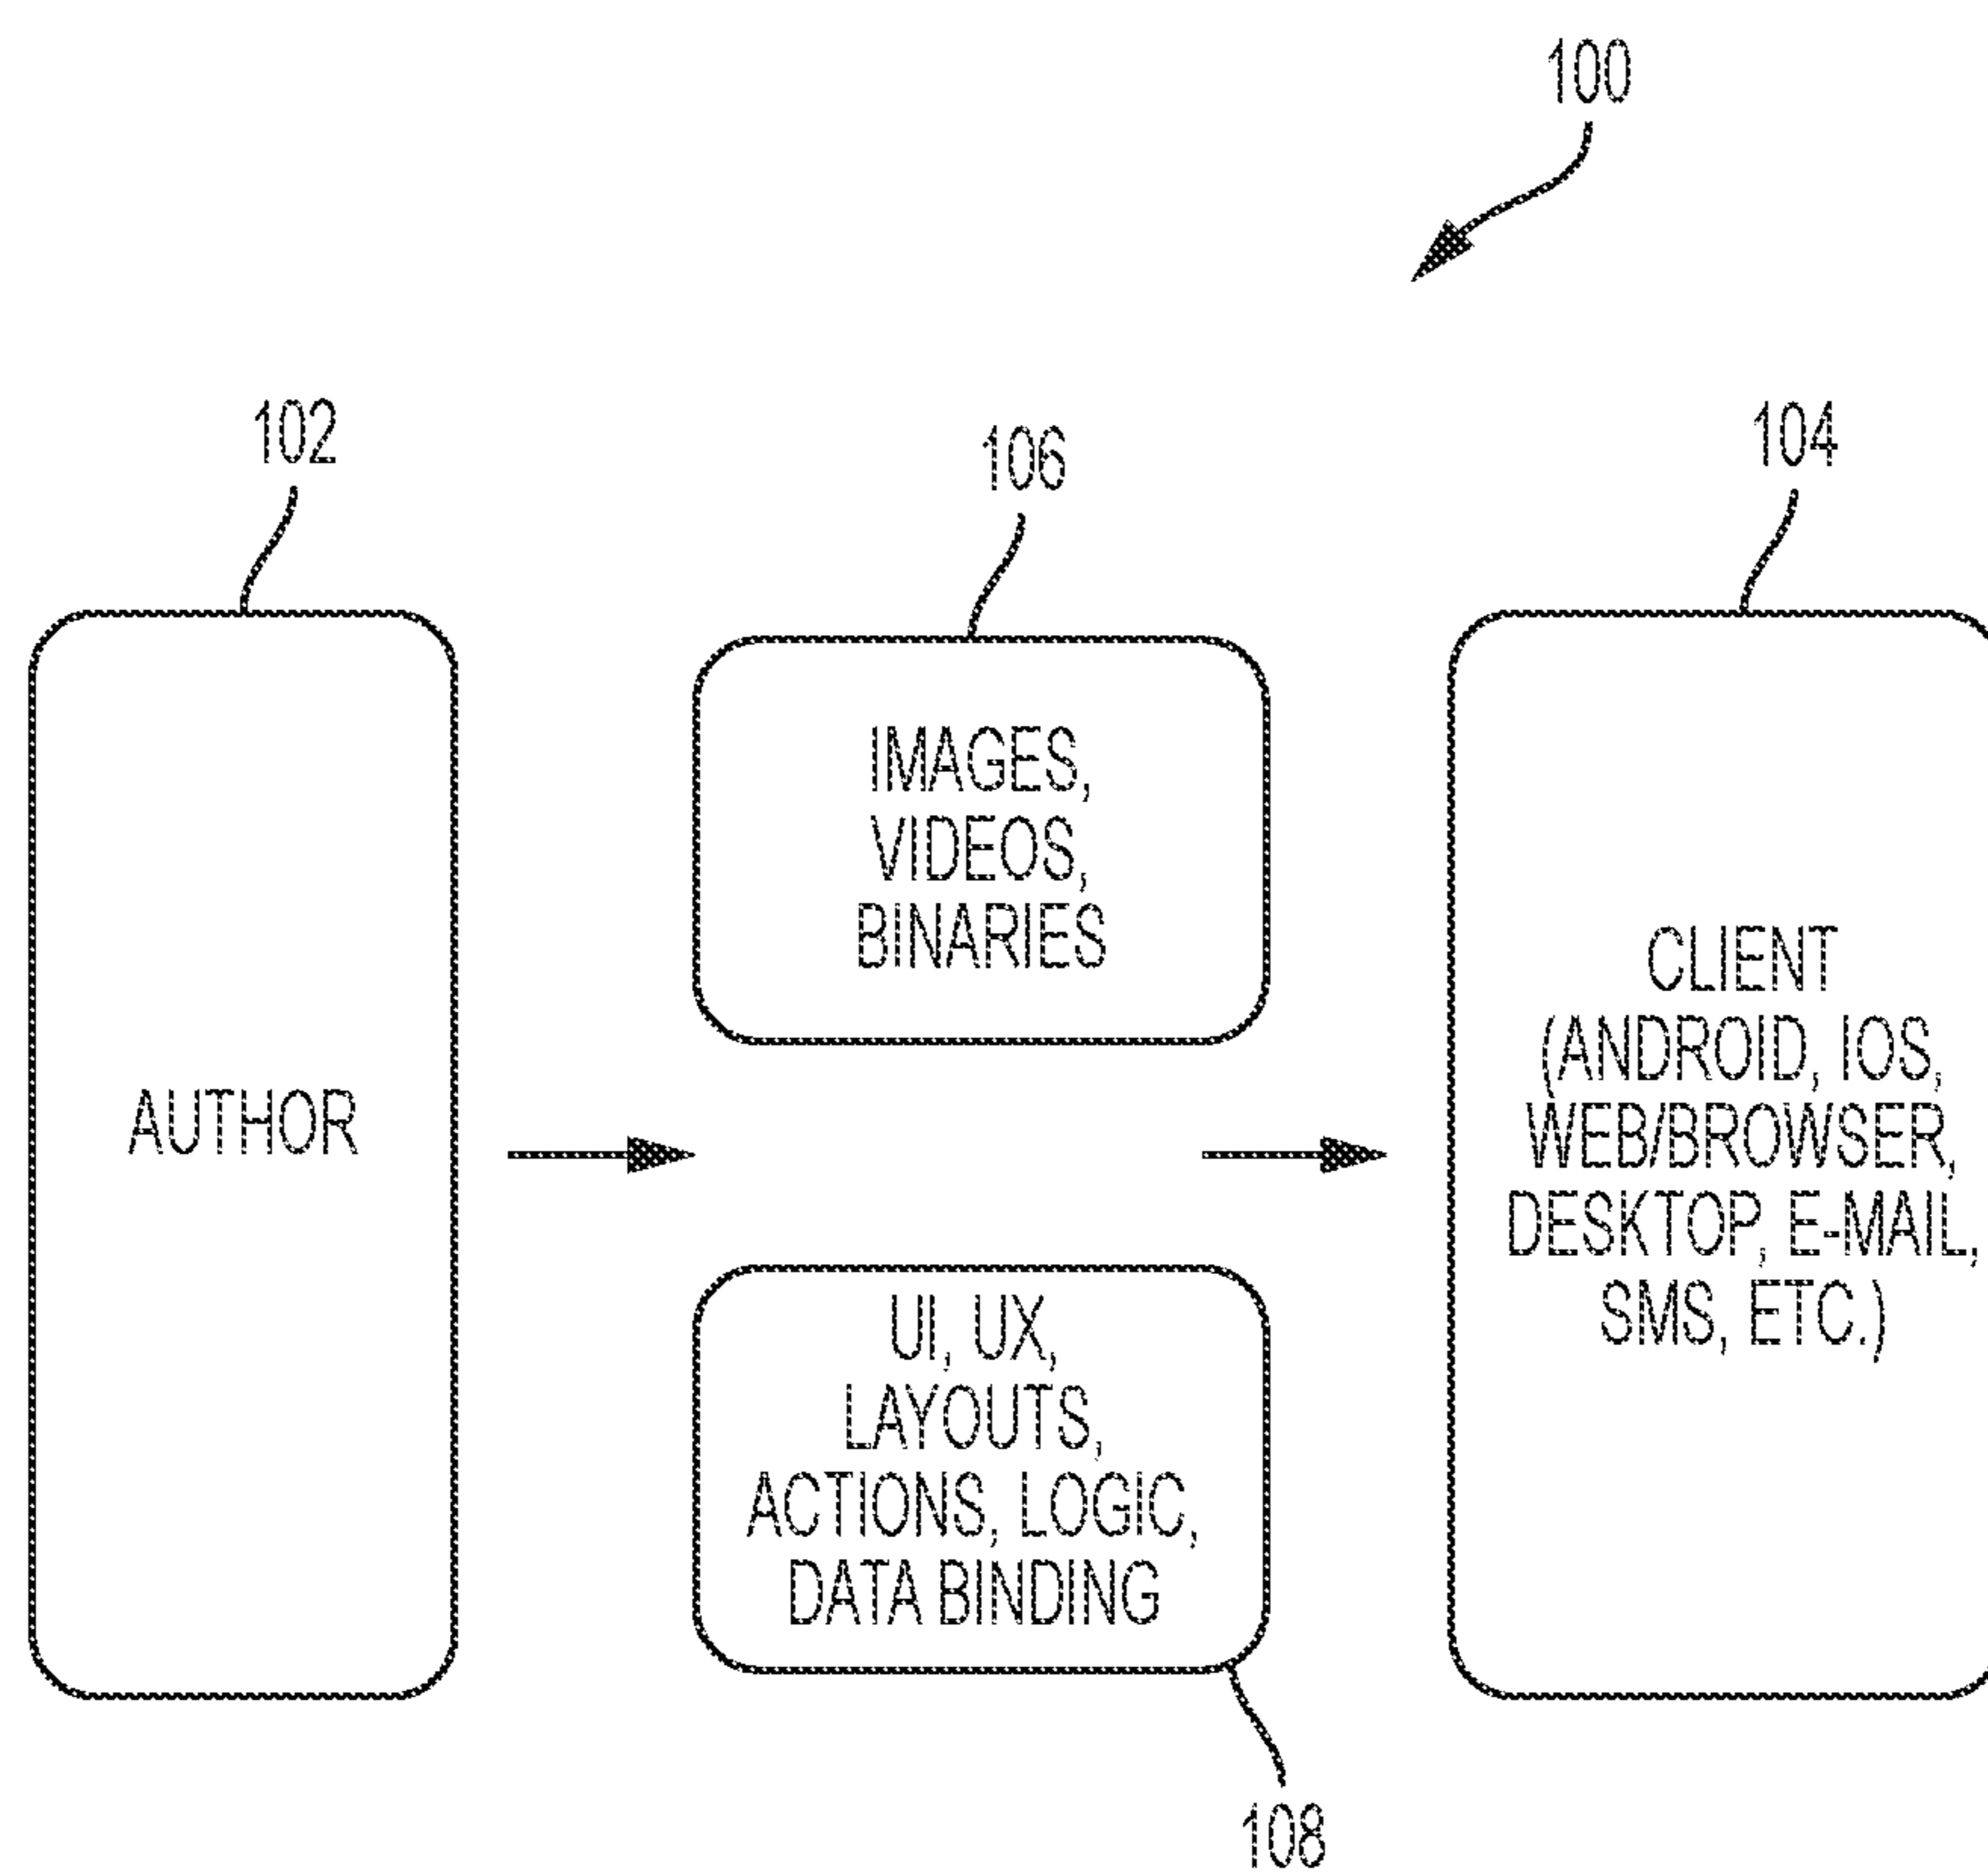 100
102
106
104
AUTHOR
IMAGES,
VIDEOS,
BINARIES
UI, UX,
LAYOUTS,
ACTIONS, LOGIC,
DATA BINDING
CLIENT
(ANDROID, IOS,
WEB/BROWSER,
DESKTOP, E-MAIL,
SMS, ETC.)
108